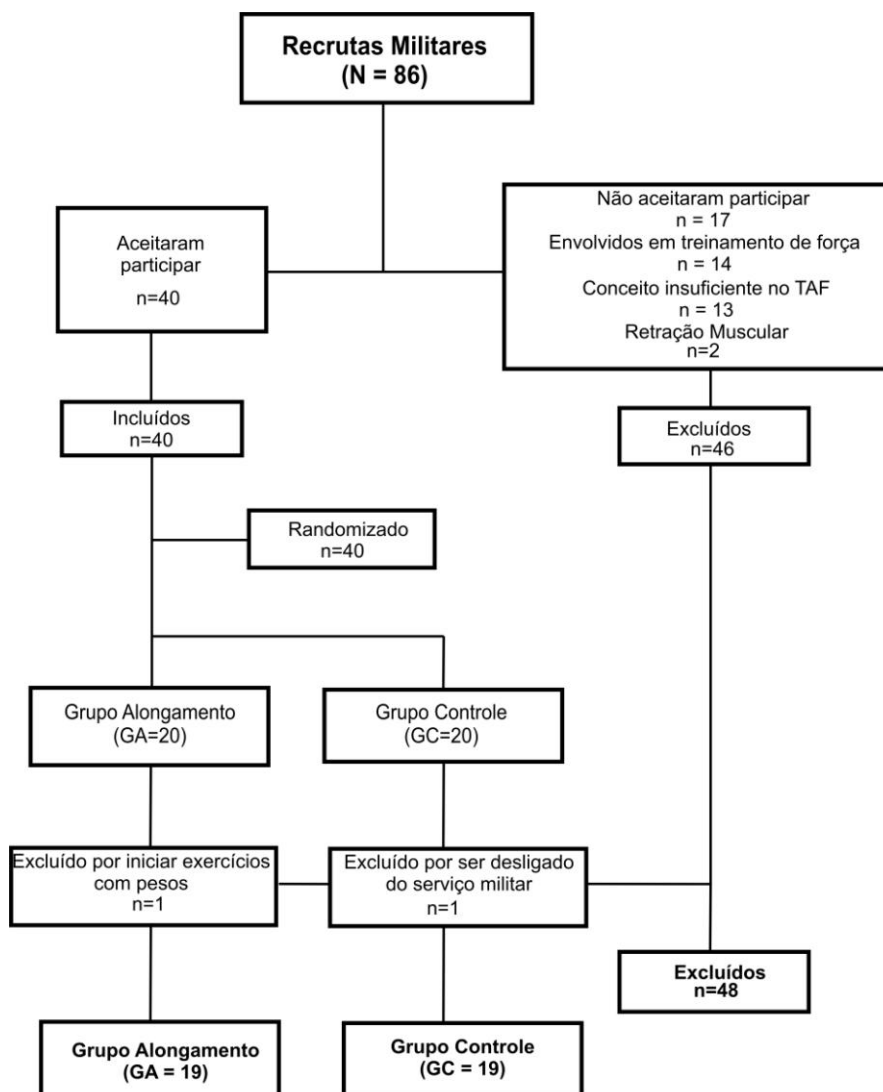 Recrutas Militares
(N = 86)
Aceitaram
participar
n=40
Não aceitaram participar
n = 17
Envolvidos em treinamento de força
n = 14
Conceito insuficiente no TAF
n = 13
Retração Muscular
n=2
Incluídos
n=40
Excluídos
n=46
Randomizado
n=40
Grupo Alongamento
(GA=20)
Grupo Controle
(GC=20)
Excluído por iniciar exercícios
com pesos
n=1
Excluído por ser desligado
do serviço militar
n=1
Excluídos
n=48
Grupo Alongamento
(GA = 19)
Grupo Controle
(GC = 19)